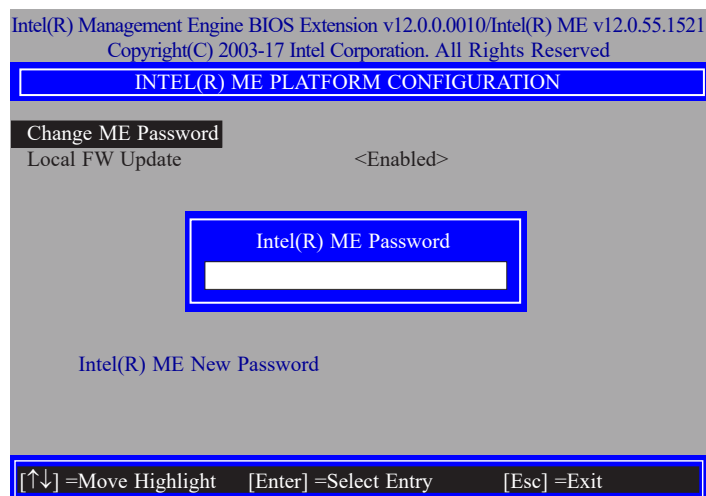 Intel(R) Management Engine BIOS Extension v12.0.0.0010/Intel(R) ME v12.0.55.1521
Copyright(C) 2003-17 Intel Corporation. All Rights Reserved
INTEL(R) ME PLATFORM CONFIGURATION
Change ME Password
Local FW Update <Enabled>
Intel(R) ME Password
Intel(R) ME New Password
[↑↓] =Move Highlight [Enter] =Select Entry [Esc] =Exit